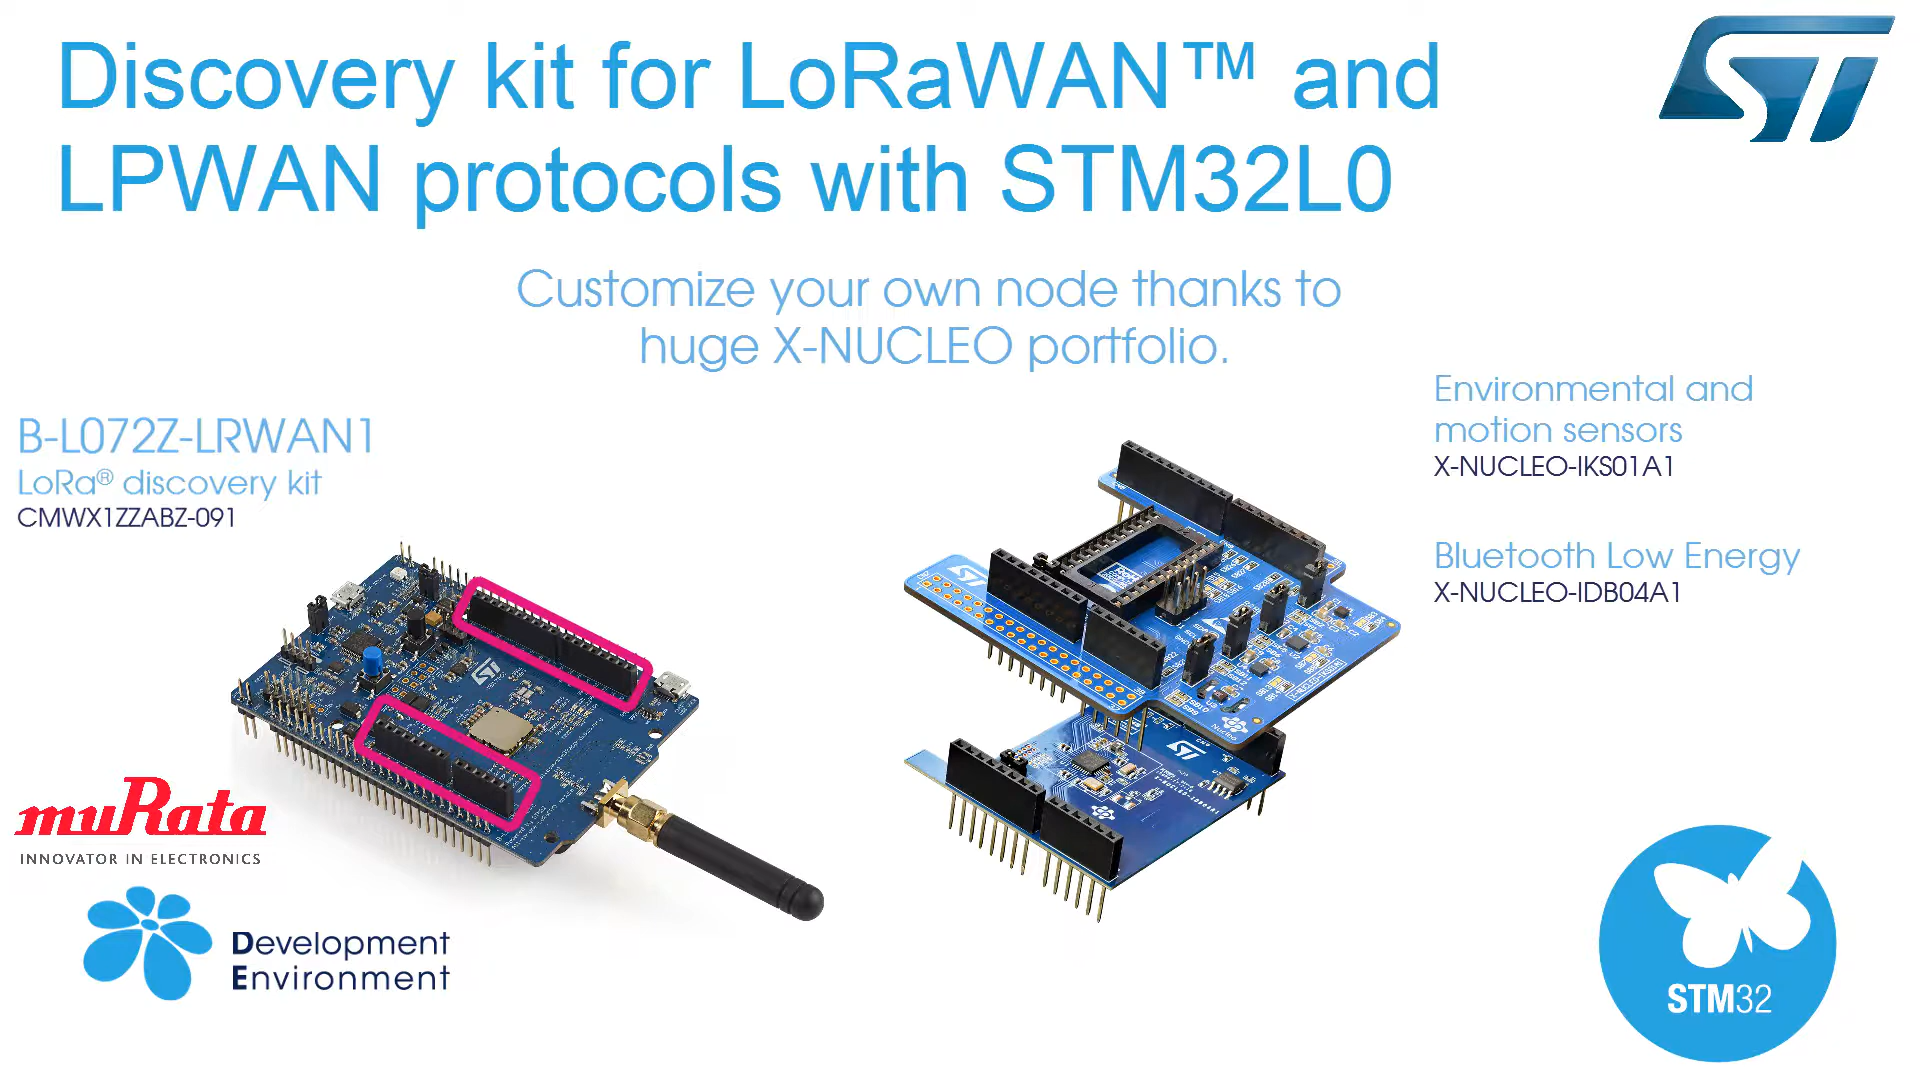 Discovery kit for LoRaWAN™ and
LPWAN protocols with STM32L0
ST
Customize your own node thanks to
huge X-NUCLEO portfolio.
B-L072Z-LRWAN1
LoRa® discovery kit
CMWX1ZZABZ-091
Environmental and
motion sensors
X-NUCLEO-IKS01A1
Bluetooth Low Energy
X-NUCLEO-IDB04A1
muRata
INNOVATOR IN ELECTRONICS
Development
Environment
STM32